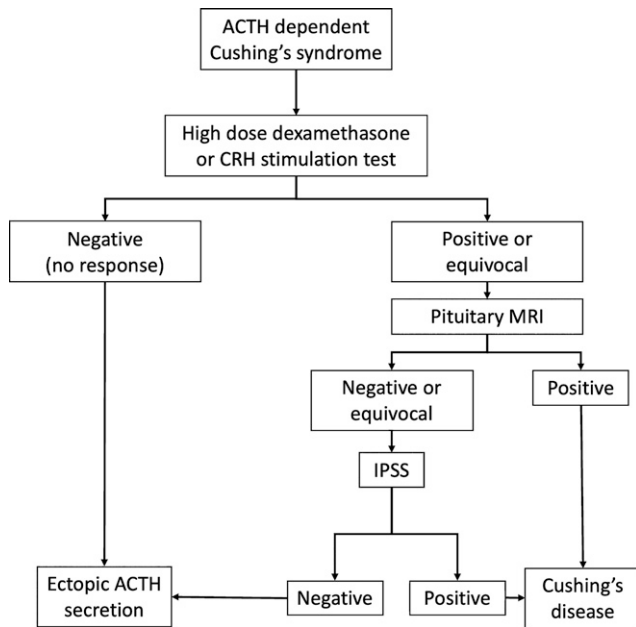 ACTH dependent
Cushing's syndrome
High dose dexamethasone
or CRH stimulation test
Negative
(no response)
Positive or
equivocal
Pituitary MRI
Negative or
equivocal
Positive
IPSS
Ectopic ACTH
secretion
Negative
Positive
Cushing's
disease